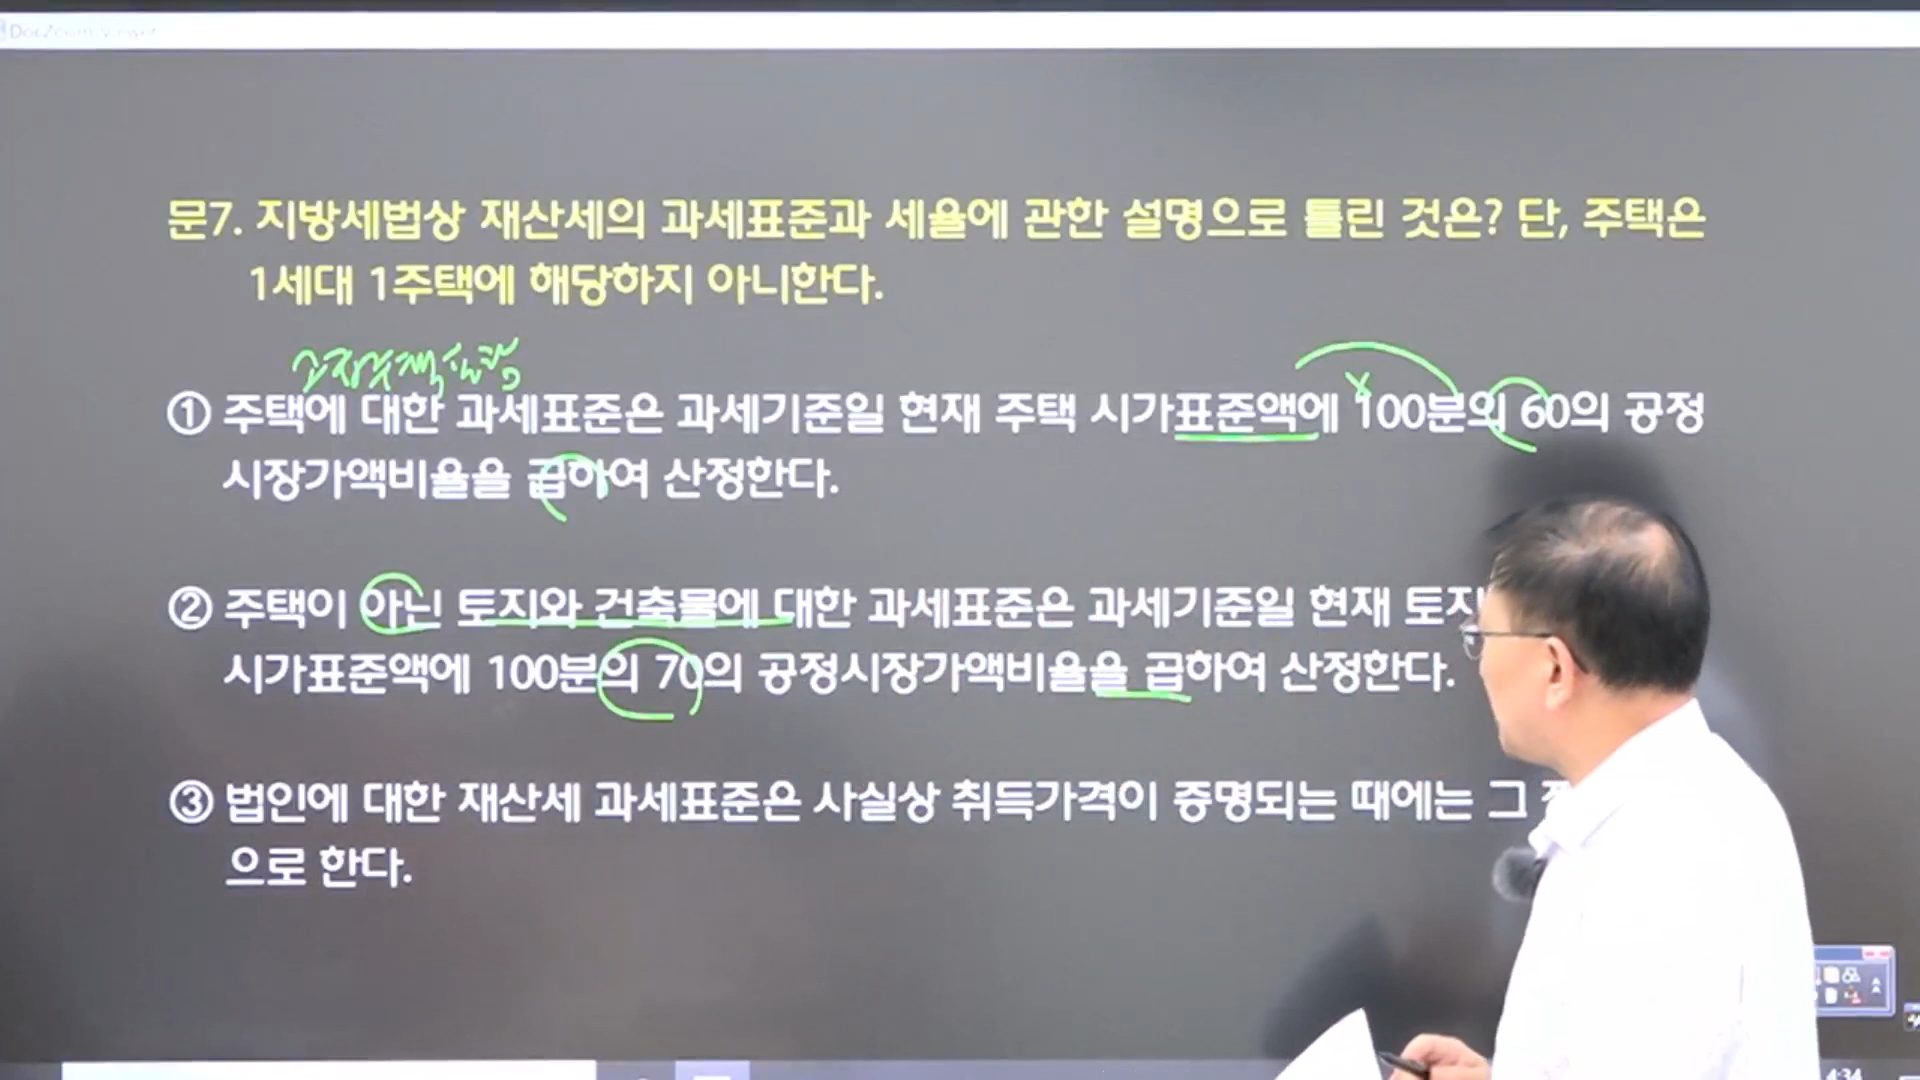 DocZoom Viewer
문7. 지방세법상 재산세의 과세표준과 세율에 관한 설명으로 틀린 것은? 단, 주택은
1세대 1주택에 해당하지 아니한다.
① 주택에 대한 과세표준은 과세기준일 현재 주택 시가표준액에 100분의 60의 공정
시장가액비율을 곱하여 산정한다.
② 주택이 아닌 토지와 건축물에 대한 과세표준은 과세기준일 현재 토지
시가표준액에 100분의 70의 공정시장가액비율을 곱하여 산정한다.
③ 법인에 대한 재산세 과세표준은 사실상 취득가격이 증명되는 때에는 그
으로 한다.
4:34